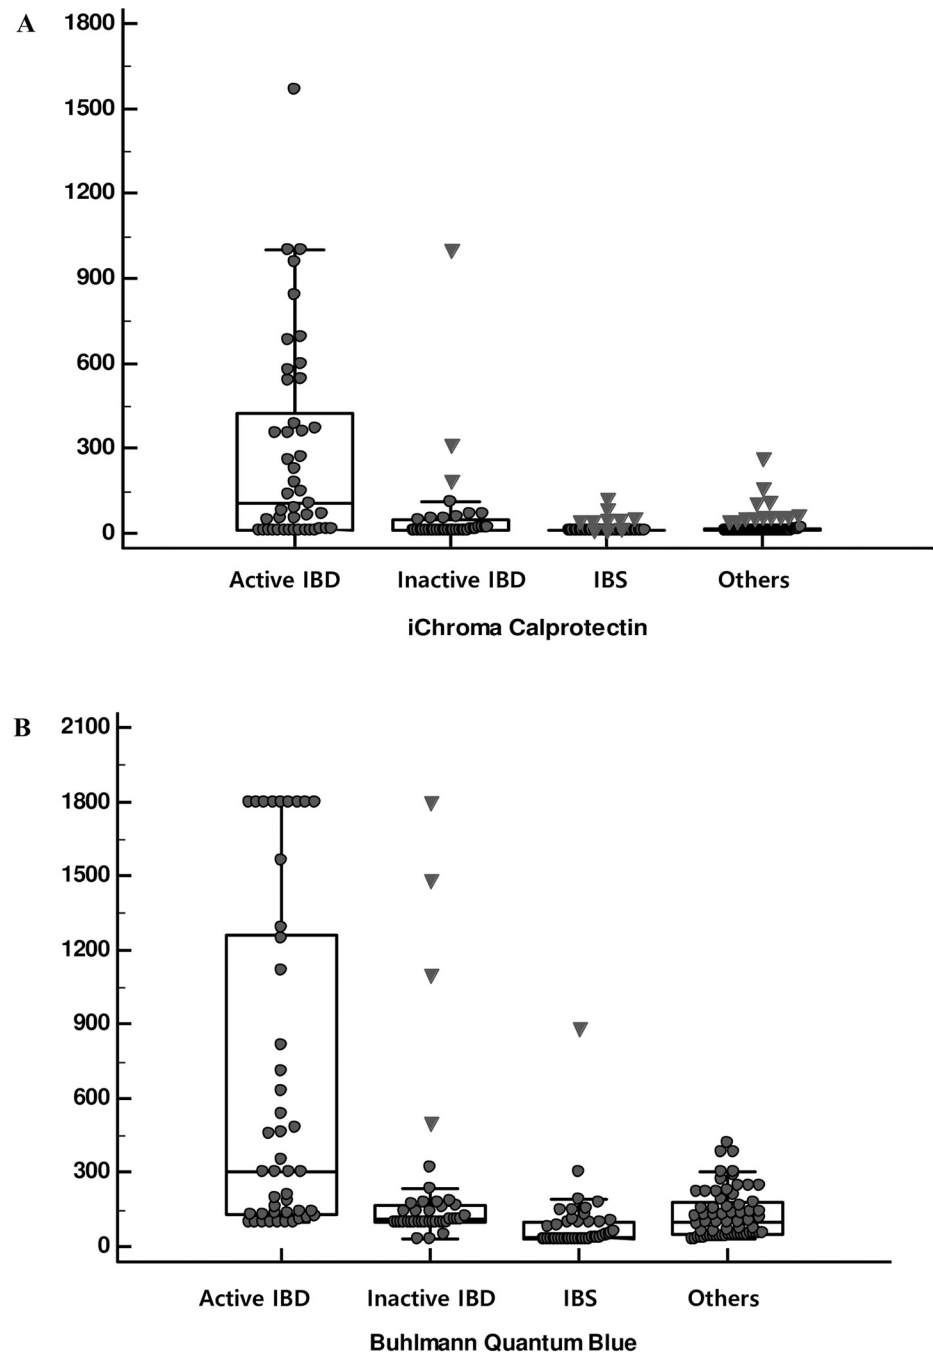 A
1800
1500
1200
900
600
300
0
Active IBD Inactive IBD IBS Others
iChroma Calprotectin
B
2100
1800
1500
1200
900
600
300
0
Active IBD Inactive IBD IBS Others
Buhlmann Quantum Blue